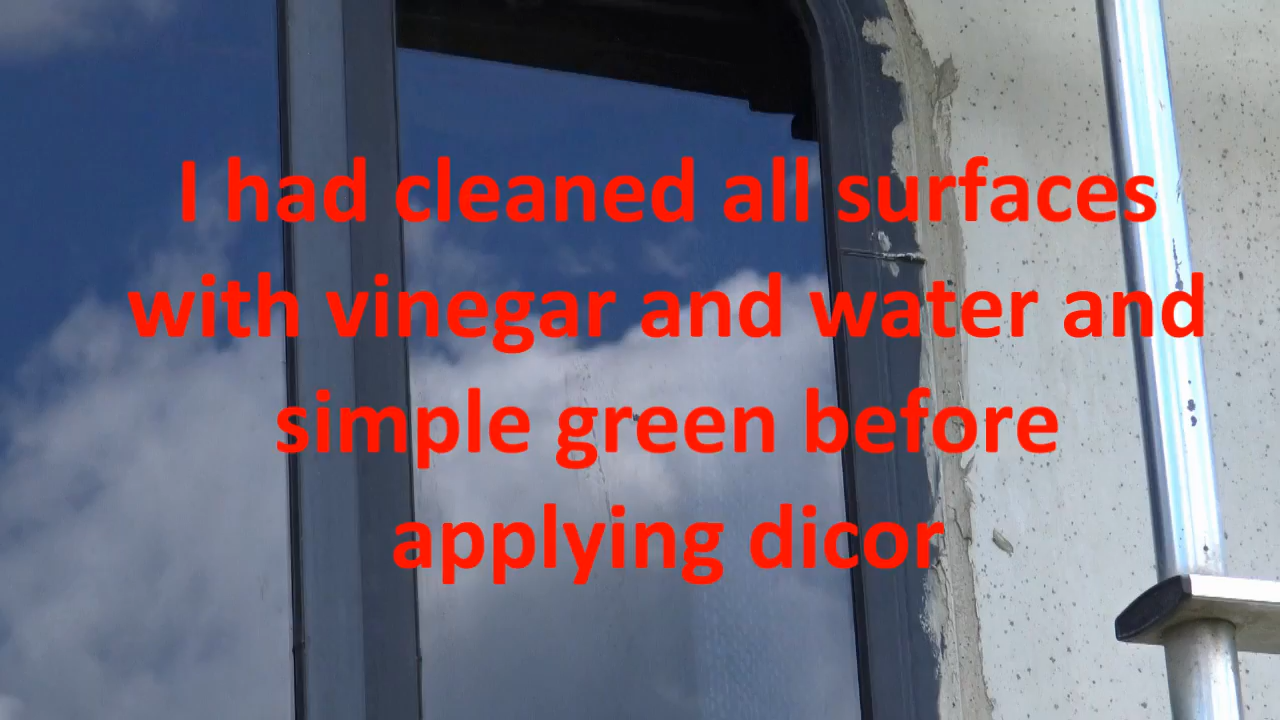 I had cleaned all surfaces
with vinegar and water and
simple green before
applying dicor